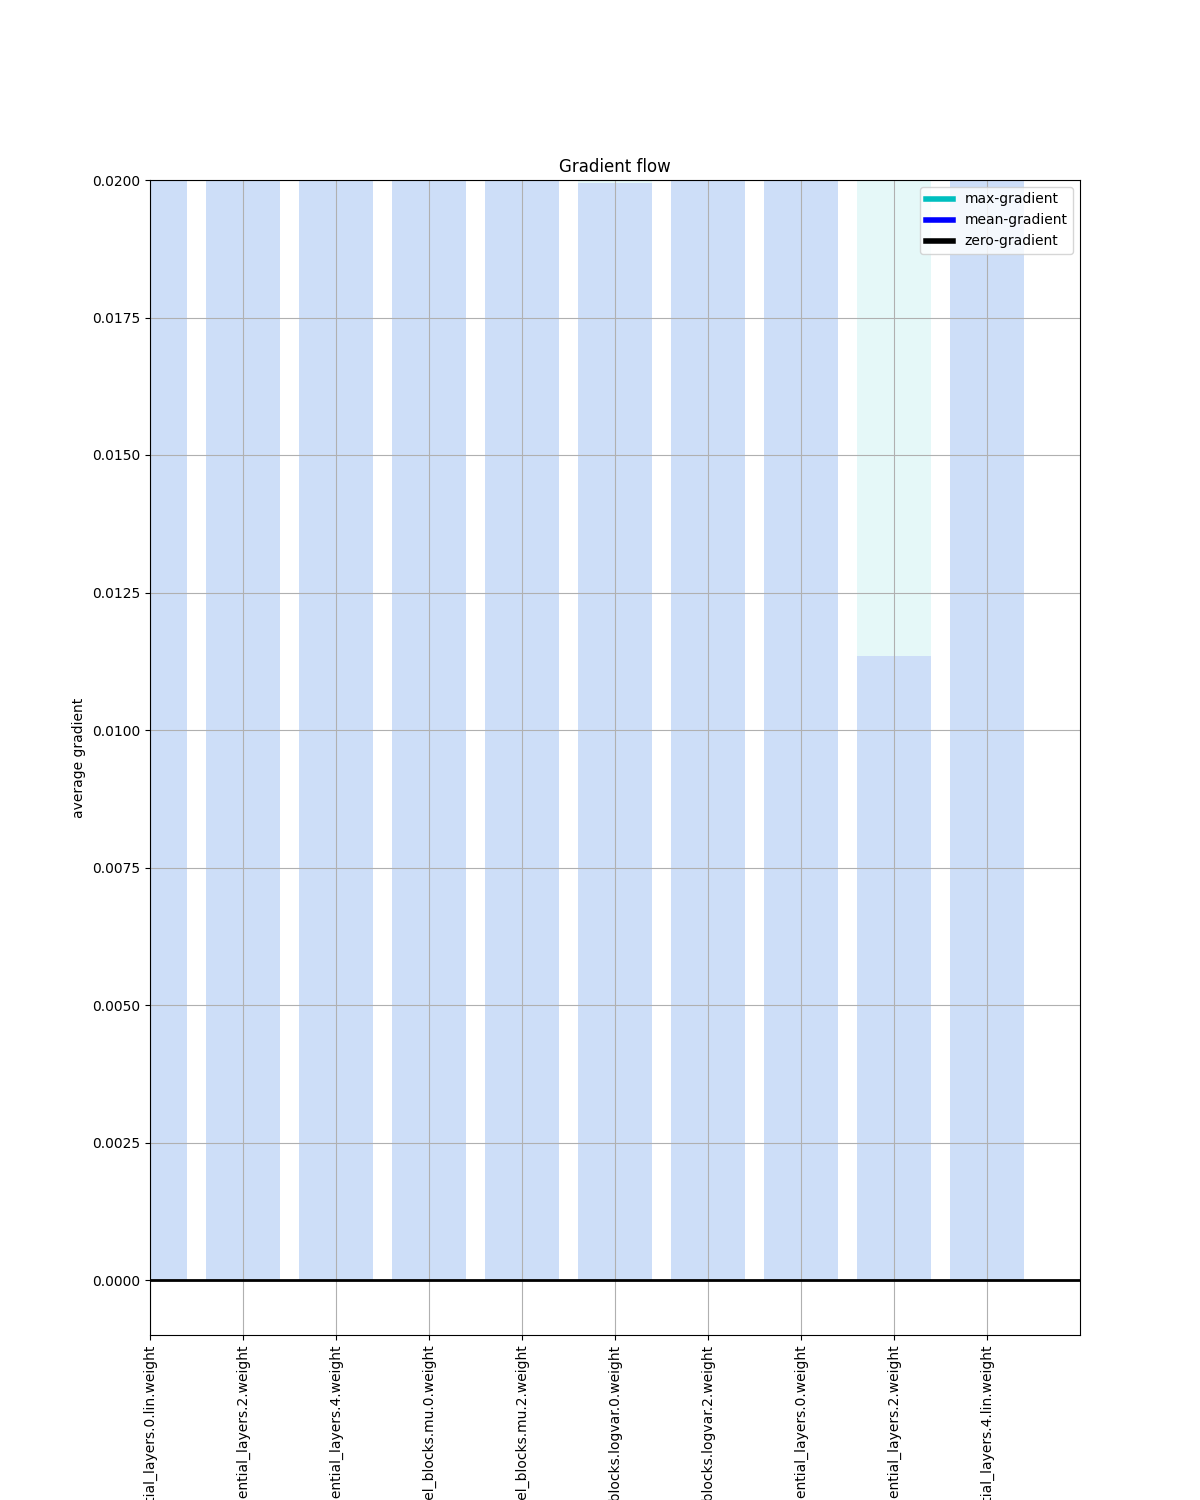 Gradient flow
max-gradient
mean-gradient
zero-gradient
average gradient
0.0200
0.0175
0.0150
0.0125
0.0100
0.0075
0.0050
0.0025
0.0000
tial_layers.0.lin.weight
ential_layers.2.weight
ential_layers.4.weight
el_blocks.mu.0.weight
el_blocks.mu.2.weight
blocks.logvar.0.weight
blocks.logvar.2.weight
ential_layers.0.weight
ential_layers.2.weight
tial_layers.4.lin.weight